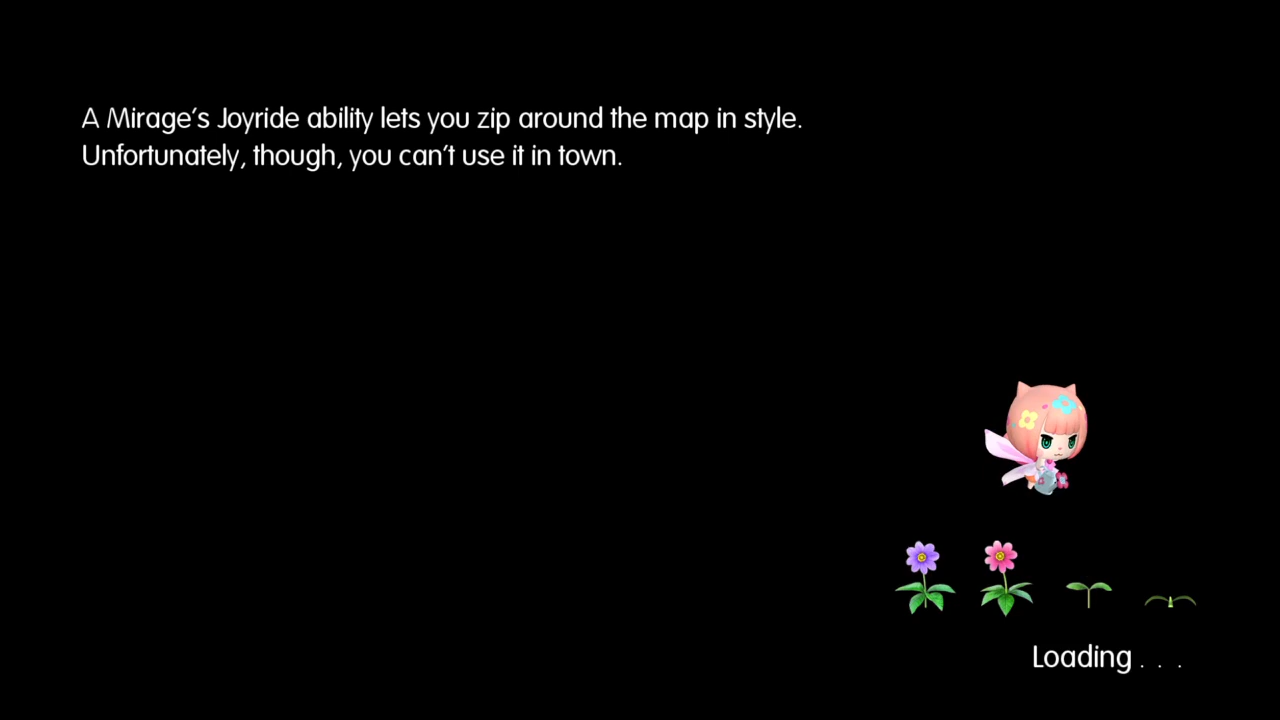 A Mirage's Joyride ability lets you zip around the map in style.
Unfortunately, though, you can't use it in town.
Loading . . .